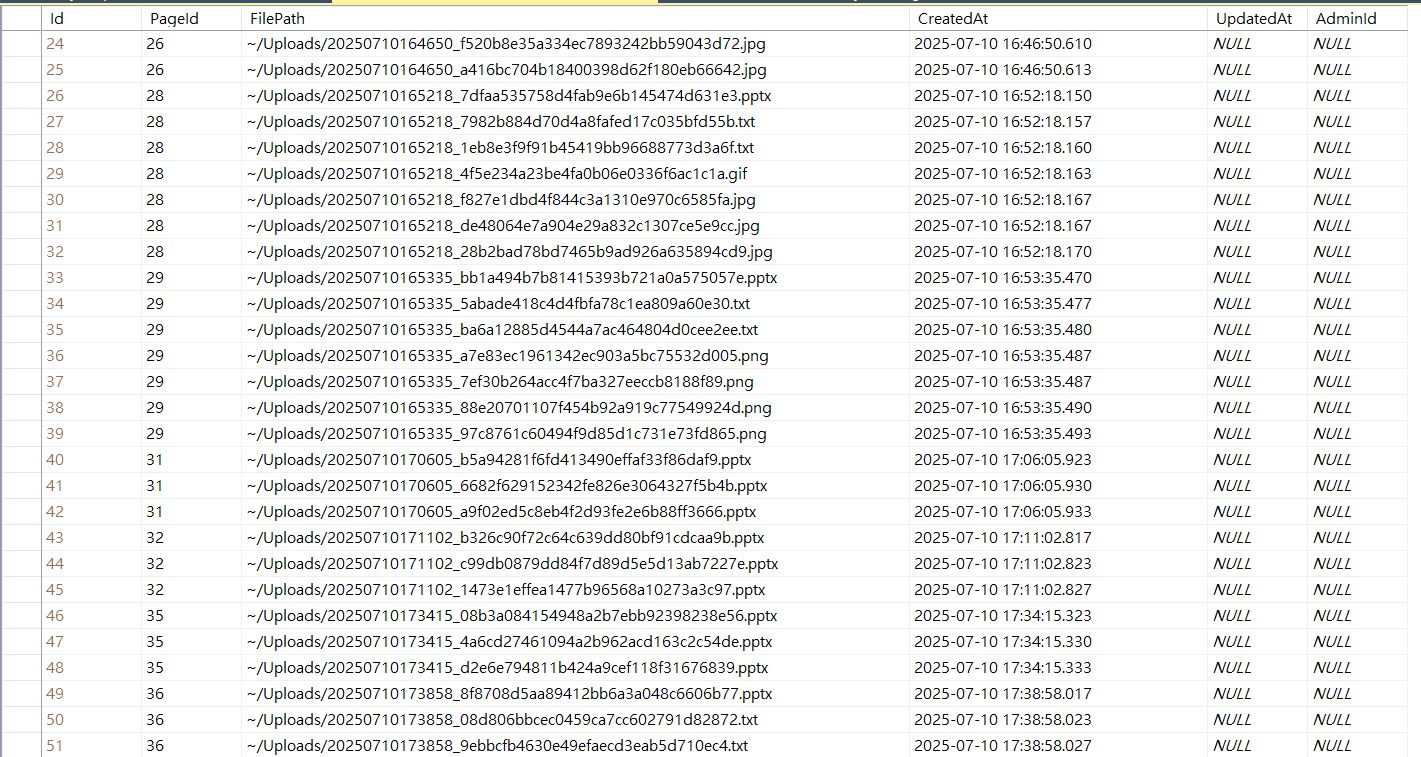 Id PageId FilePath CreatedAt UpdatedAt AdminId
24 26 ~/Uploads/20250710164650_f520b8e35a334ec7893242bb59043d72.jpg 2025-07-10 16:46:50.610 NULL NULL
25 26 ~/Uploads/20250710164650_a416bc704b18400398d62f180eb66642.jpg 2025-07-10 16:46:50.613 NULL NULL
26 28 ~/Uploads/20250710165218_7dfaa535758d4fab9e6b145474d631e3.pptx 2025-07-10 16:52:18.150 NULL NULL
27 28 ~/Uploads/20250710165218_7982b884d70d4a8fafed17c035bfd55b.txt 2025-07-10 16:52:18.157 NULL NULL
28 28 ~/Uploads/20250710165218_1eb8e3f9f91b45419bb96688773d3a6f.txt 2025-07-10 16:52:18.160 NULL NULL
29 28 ~/Uploads/20250710165218_4f5e234a23be4fa0b06e0336f6ac1c1a.gif 2025-07-10 16:52:18.163 NULL NULL
30 28 ~/Uploads/20250710165218_f827e1dbd4f844c3a1310e970c6585fa.jpg 2025-07-10 16:52:18.167 NULL NULL
31 28 ~/Uploads/20250710165218_de48064e7a904e29a832c1307ce5e9cc.jpg 2025-07-10 16:52:18.167 NULL NULL
32 28 ~/Uploads/20250710165218_28b2bad78bd7465b9ad926a635894cd9.jpg 2025-07-10 16:52:18.170 NULL NULL
33 29 ~/Uploads/20250710165335_bb1a494b7b81415393b721a0a575057e.pptx 2025-07-10 16:53:35.470 NULL NULL
34 29 ~/Uploads/20250710165335_5abade418c4d4fbfa78c1ea809a60e30.txt 2025-07-10 16:53:35.477 NULL NULL
35 29 ~/Uploads/20250710165335_ba6a12885d4544a7ac464804d0cee2ee.txt 2025-07-10 16:53:35.480 NULL NULL
36 29 ~/Uploads/20250710165335_a7e83ec1961342ec903a5bc75532d005.png 2025-07-10 16:53:35.487 NULL NULL
37 29 ~/Uploads/20250710165335_7ef30b264acc4f7ba327eeccb8188f89.png 2025-07-10 16:53:35.487 NULL NULL
38 29 ~/Uploads/20250710165335_88e20701107f454b92a919c77549924d.png 2025-07-10 16:53:35.490 NULL NULL
39 29 ~/Uploads/20250710165335_97c8761c60494f9d85d1c731e73fd865.png 2025-07-10 16:53:35.493 NULL NULL
40 31 ~/Uploads/20250710170605_b5a94281f6fd413490effaf33f86daf9.pptx 2025-07-10 17:06:05.923 NULL NULL
41 31 ~/Uploads/20250710170605_6682f629152342fe826e3064327f5b4b.pptx 2025-07-10 17:06:05.930 NULL NULL
42 31 ~/Uploads/20250710170605_a9f02ed5c8eb4f2d93fe2e6b88ff3666.pptx 2025-07-10 17:06:05.933 NULL NULL
43 32 ~/Uploads/20250710171102_b326c90f72c64c639dd80bf91cdcaa9b.pptx 2025-07-10 17:11:02.817 NULL NULL
44 32 ~/Uploads/20250710171102_c99db0879dd84f7d89d5e5d13ab7227e.pptx 2025-07-10 17:11:02.823 NULL NULL
45 32 ~/Uploads/20250710171102_1473e1effea1477b96568a10273a3c97.pptx 2025-07-10 17:11:02.827 NULL NULL
46 35 ~/Uploads/20250710173415_08b3a084154948a2b7ebb92398238e56.pptx 2025-07-10 17:34:15.323 NULL NULL
47 35 ~/Uploads/20250710173415_4a6cd27461094a2b962acd163c2c54de.pptx 2025-07-10 17:34:15.330 NULL NULL
48 35 ~/Uploads/20250710173415_d2e6e794811b424a9cef118f31676839.pptx 2025-07-10 17:34:15.333 NULL NULL
49 36 ~/Uploads/20250710173858_8f8708d5aa89412bb6a3a048c6606b77.pptx 2025-07-10 17:38:58.017 NULL NULL
50 36 ~/Uploads/20250710173858_08d806bbcec0459ca7cc602791d82872.txt 2025-07-10 17:38:58.023 NULL NULL
51 36 ~/Uploads/20250710173858_9ebbcfb4630e49efaecd3eab5d710ec4.txt 2025-07-10 17:38:58.027 NULL NULL